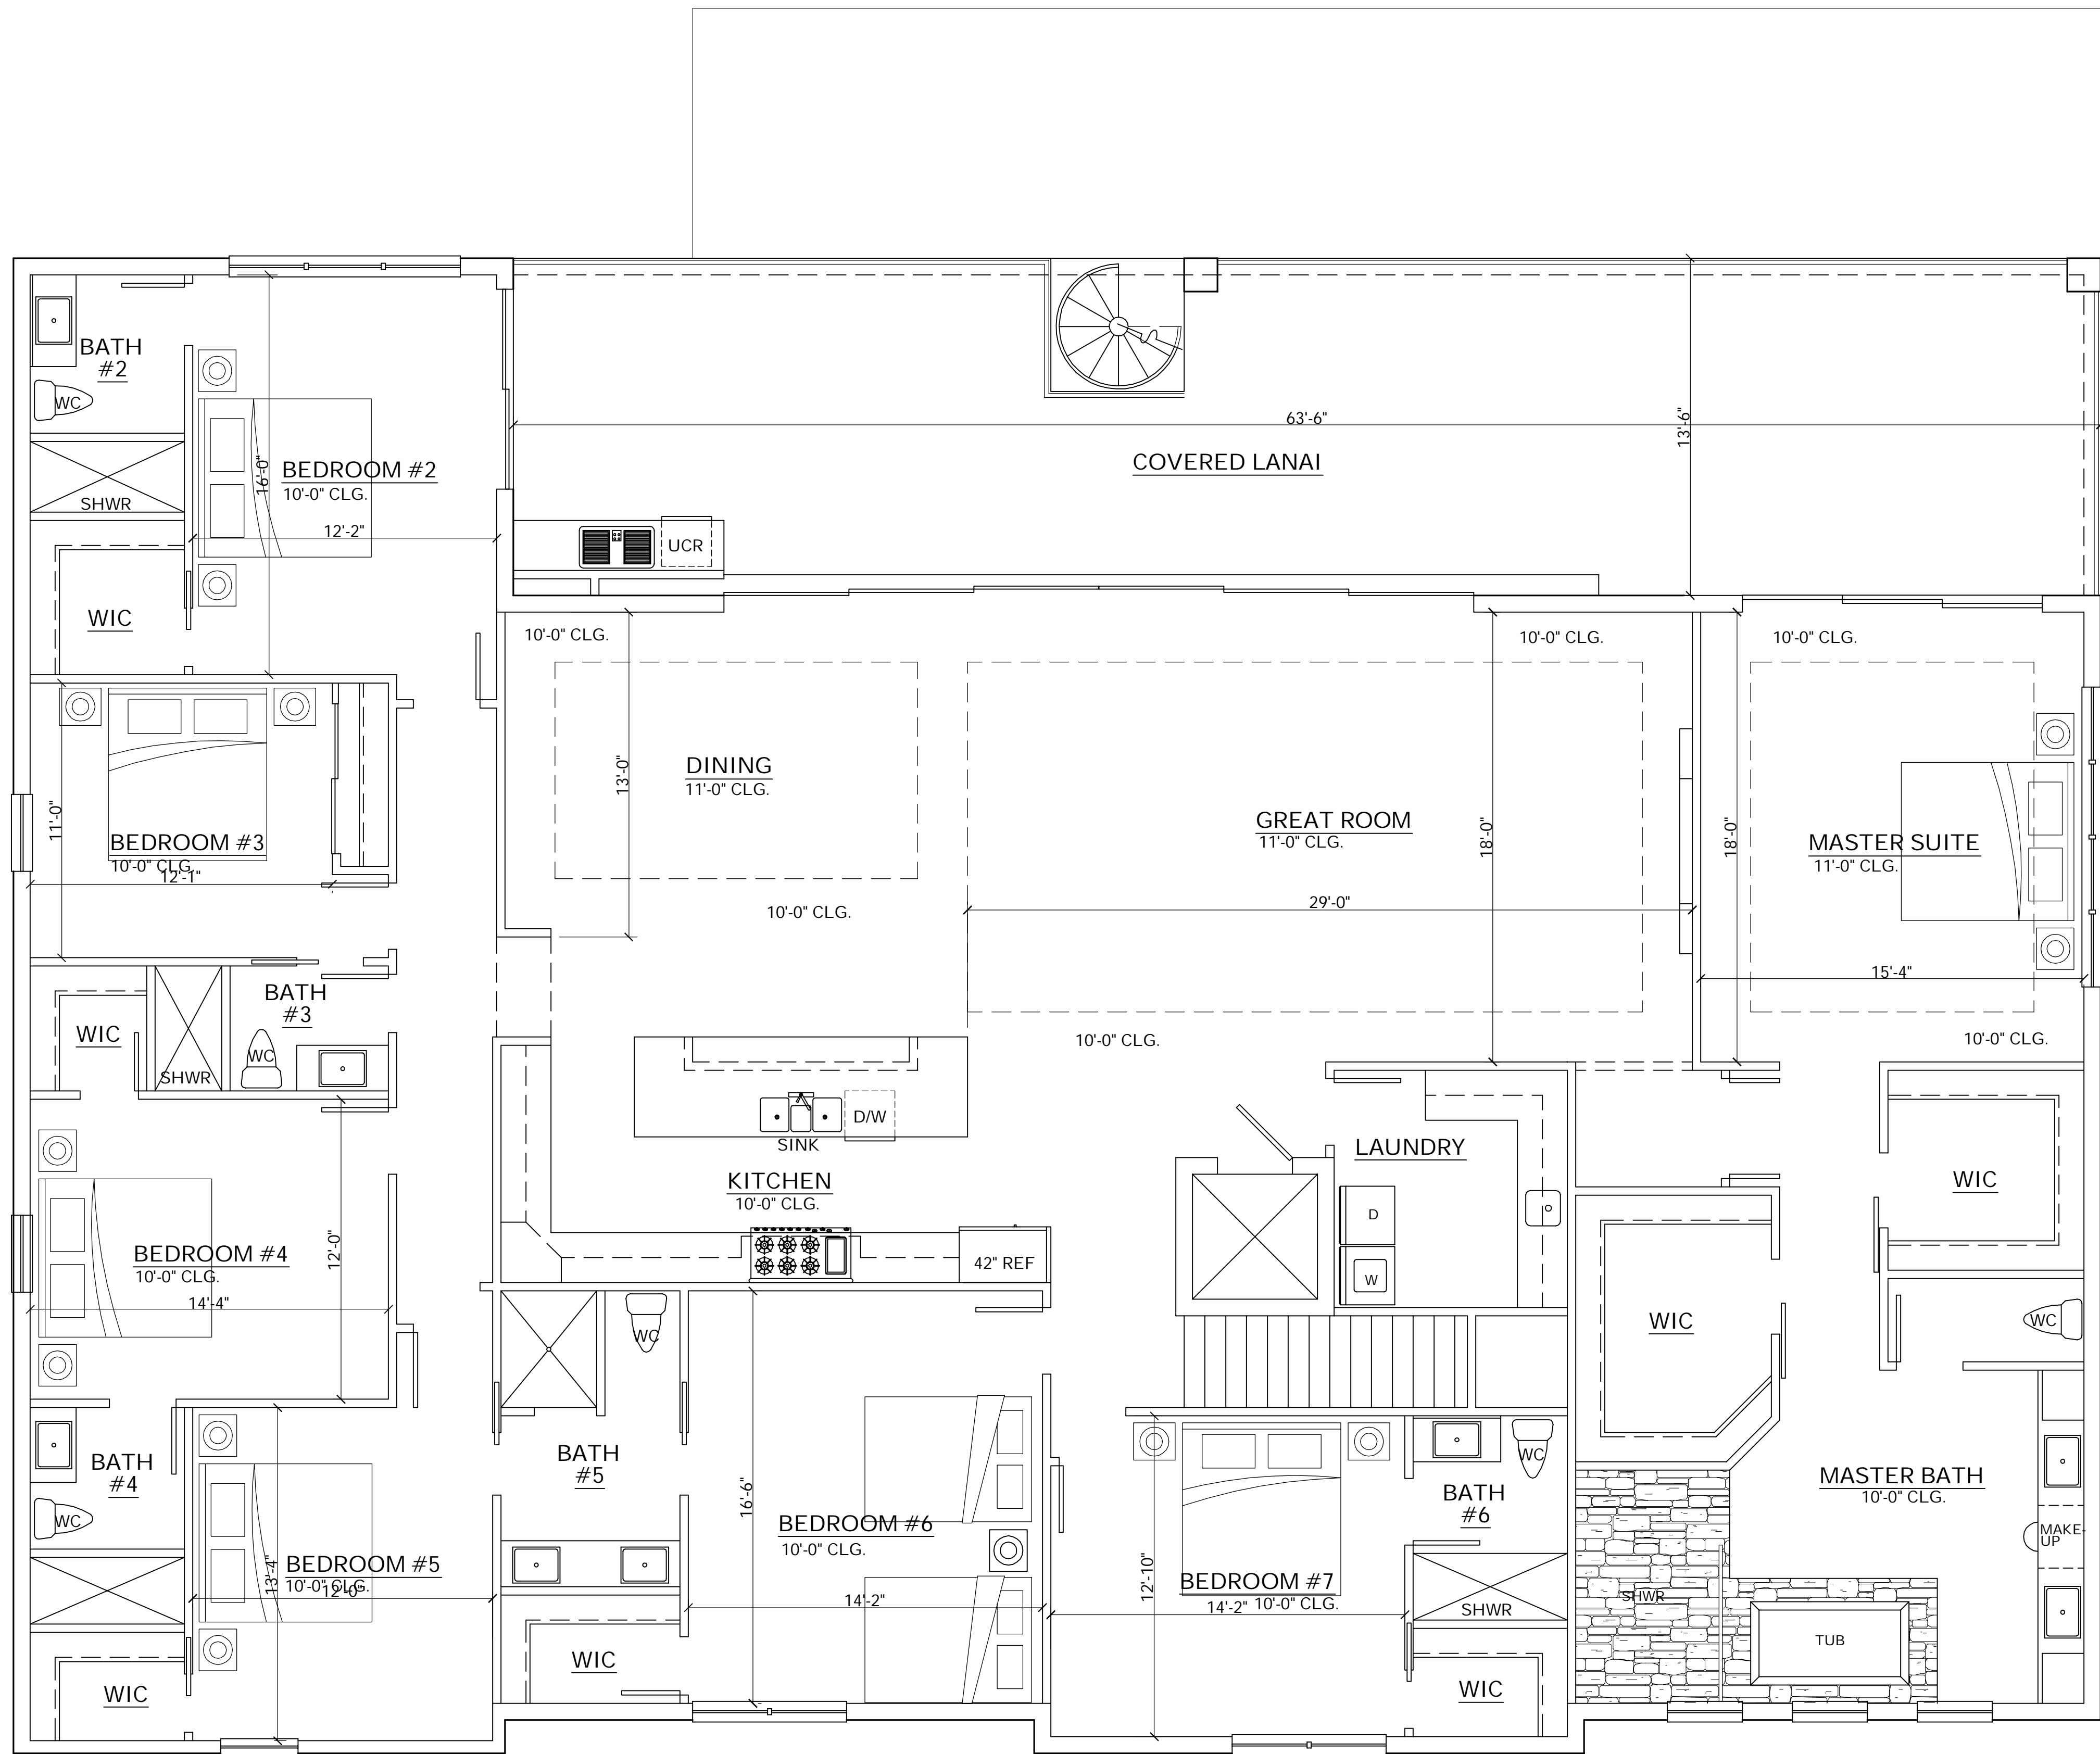 BATH
#2
WC
SHWR
WIC
16'-0"
BEDROOM #2
10'-0" CLG.
12'-2"
63'-6"
13'-6"
COVERED LANAI
UCR
10'-0" CLG.
10'-0" CLG.
10'-0" CLG.
11'-0"
BEDROOM #3
10'-0" CLG.
12'-1"
13'-0"
DINING
11'-0" CLG.
10'-0" CLG.
GREAT ROOM
11'-0" CLG.
18'-0"
29'-0"
10'-0" CLG.
18'-0"
MASTER SUITE
11'-0" CLG.
15'-4"
10'-0" CLG.
BATH
#3
WIC
WC
SHWR
D/W
SINK
KITCHEN
10'-0" CLG.
42" REF
LAUNDRY
D
W
WIC
WIC
WC
BEDROOM #4
10'-0" CLG.
14'-4"
12'-0"
BATH
#4
WC
WIC
13'-4"
BEDROOM #5
10'-0" CLG.
12'-0"
WC
BATH
#5
WIC
16'-6"
BEDROOM #6
10'-0" CLG.
14'-2"
12'-10"
BEDROOM #7
14'-2" 10'-0" CLG.
WC
BATH
#6
SHWR
WIC
MASTER BATH
10'-0" CLG.
MAKE-
UP
SHWR
TUB